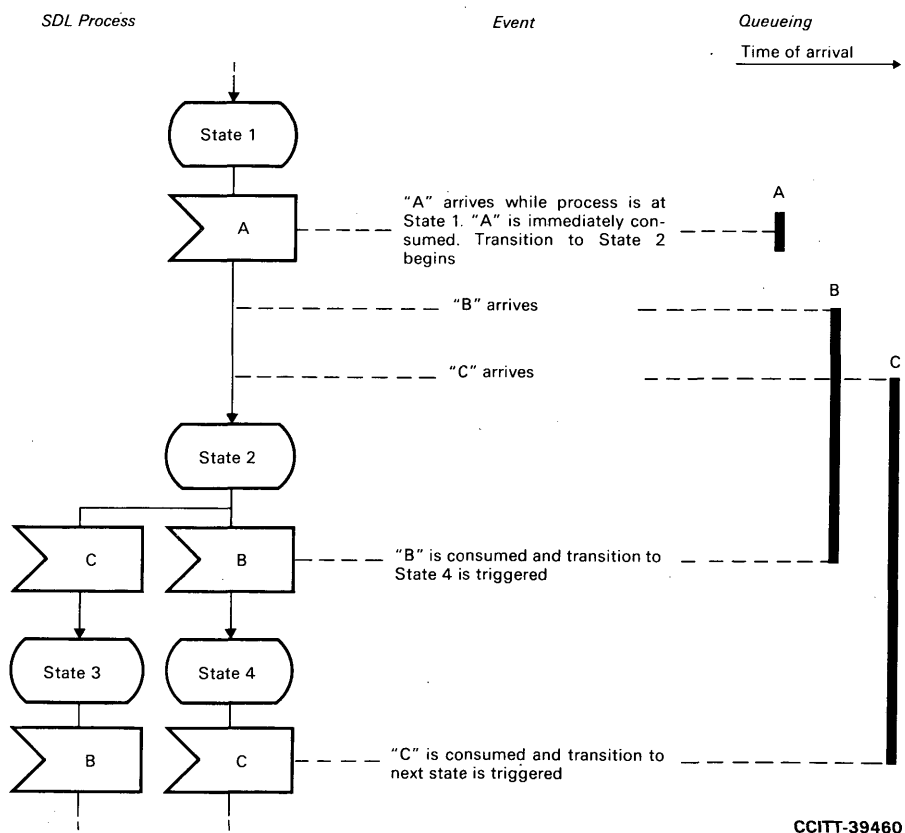 SDL Process
Event
Queueing
Time of arrival
State 1
A
"A" arrives while process is at
State 1. "A" is immediately con-
sumed. Transition to State 2
begins
A
"B" arrives
B
"C" arrives
C
State 2
C
B
"B" is consumed and transition to
State 4 is triggered
State 3
State 4
B
C
"C" is consumed and transition to
next state is triggered
CCITT-39460